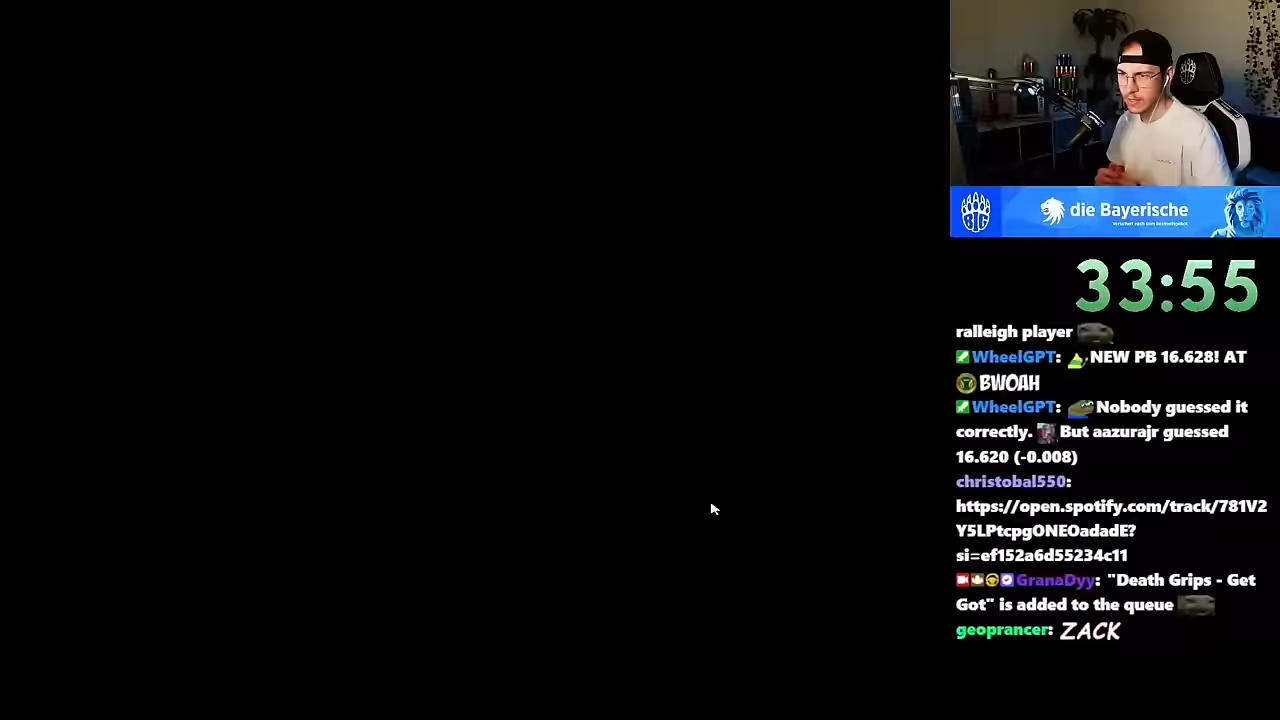 BIG
die Bayerische
33:55
ralleigh player
WheelGPT: NEW PB 16.628! AT
BWOAH
WheelGPT: Nobody guessed it
correctly. But aazurajr guessed
16.620 (-0.008)
christobal550:
https://open.spotify.com/track/781V2
Y5LPtcpgONEOadadE?
si=ef152a6d55234c11
GranaDyy: "Death Grips - Get
Got" is added to the queue
geoprancer: ZACK